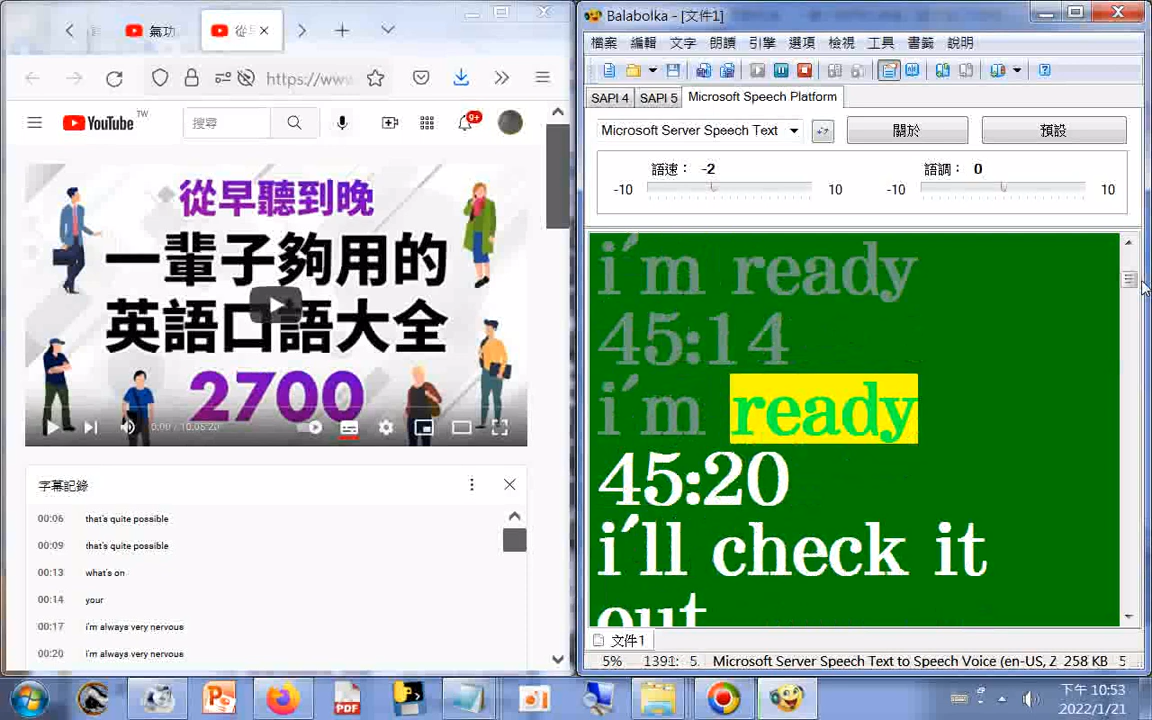 氣功
從
https://www
YouTube TW
搜尋
9+
從早聽到晚
一輩子夠用的
英語口語大全
2700
0:00 / 10:05:20
字幕記錄
00:06 that's quite possible
00:09 that's quite possible
00:13 what's on
00:14 your
00:17 i'm always very nervous
00:20 i'm always very nervous
Balabolka - [文件1]
檔案 編輯 文字 朗讀 引擎 選項 檢視 工具 書籤 說明
SAPI 4 SAPI 5 Microsoft Speech Platform
Microsoft Server Speech Text 關於 預設
語速: -2 語調: 0
-10 10 -10 10
i´m ready
45:14
i´m ready
45:20
i´ll check it
out
文件1
5% 1391: 5 Microsoft Server Speech Text to Speech Voice (en-US, Z 258 KB 5
PDF
下午 10:53
2022/1/21